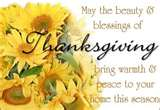 May the beauty &
blessings of
Thanksgiving
bring warmth &
peace to your
home this season